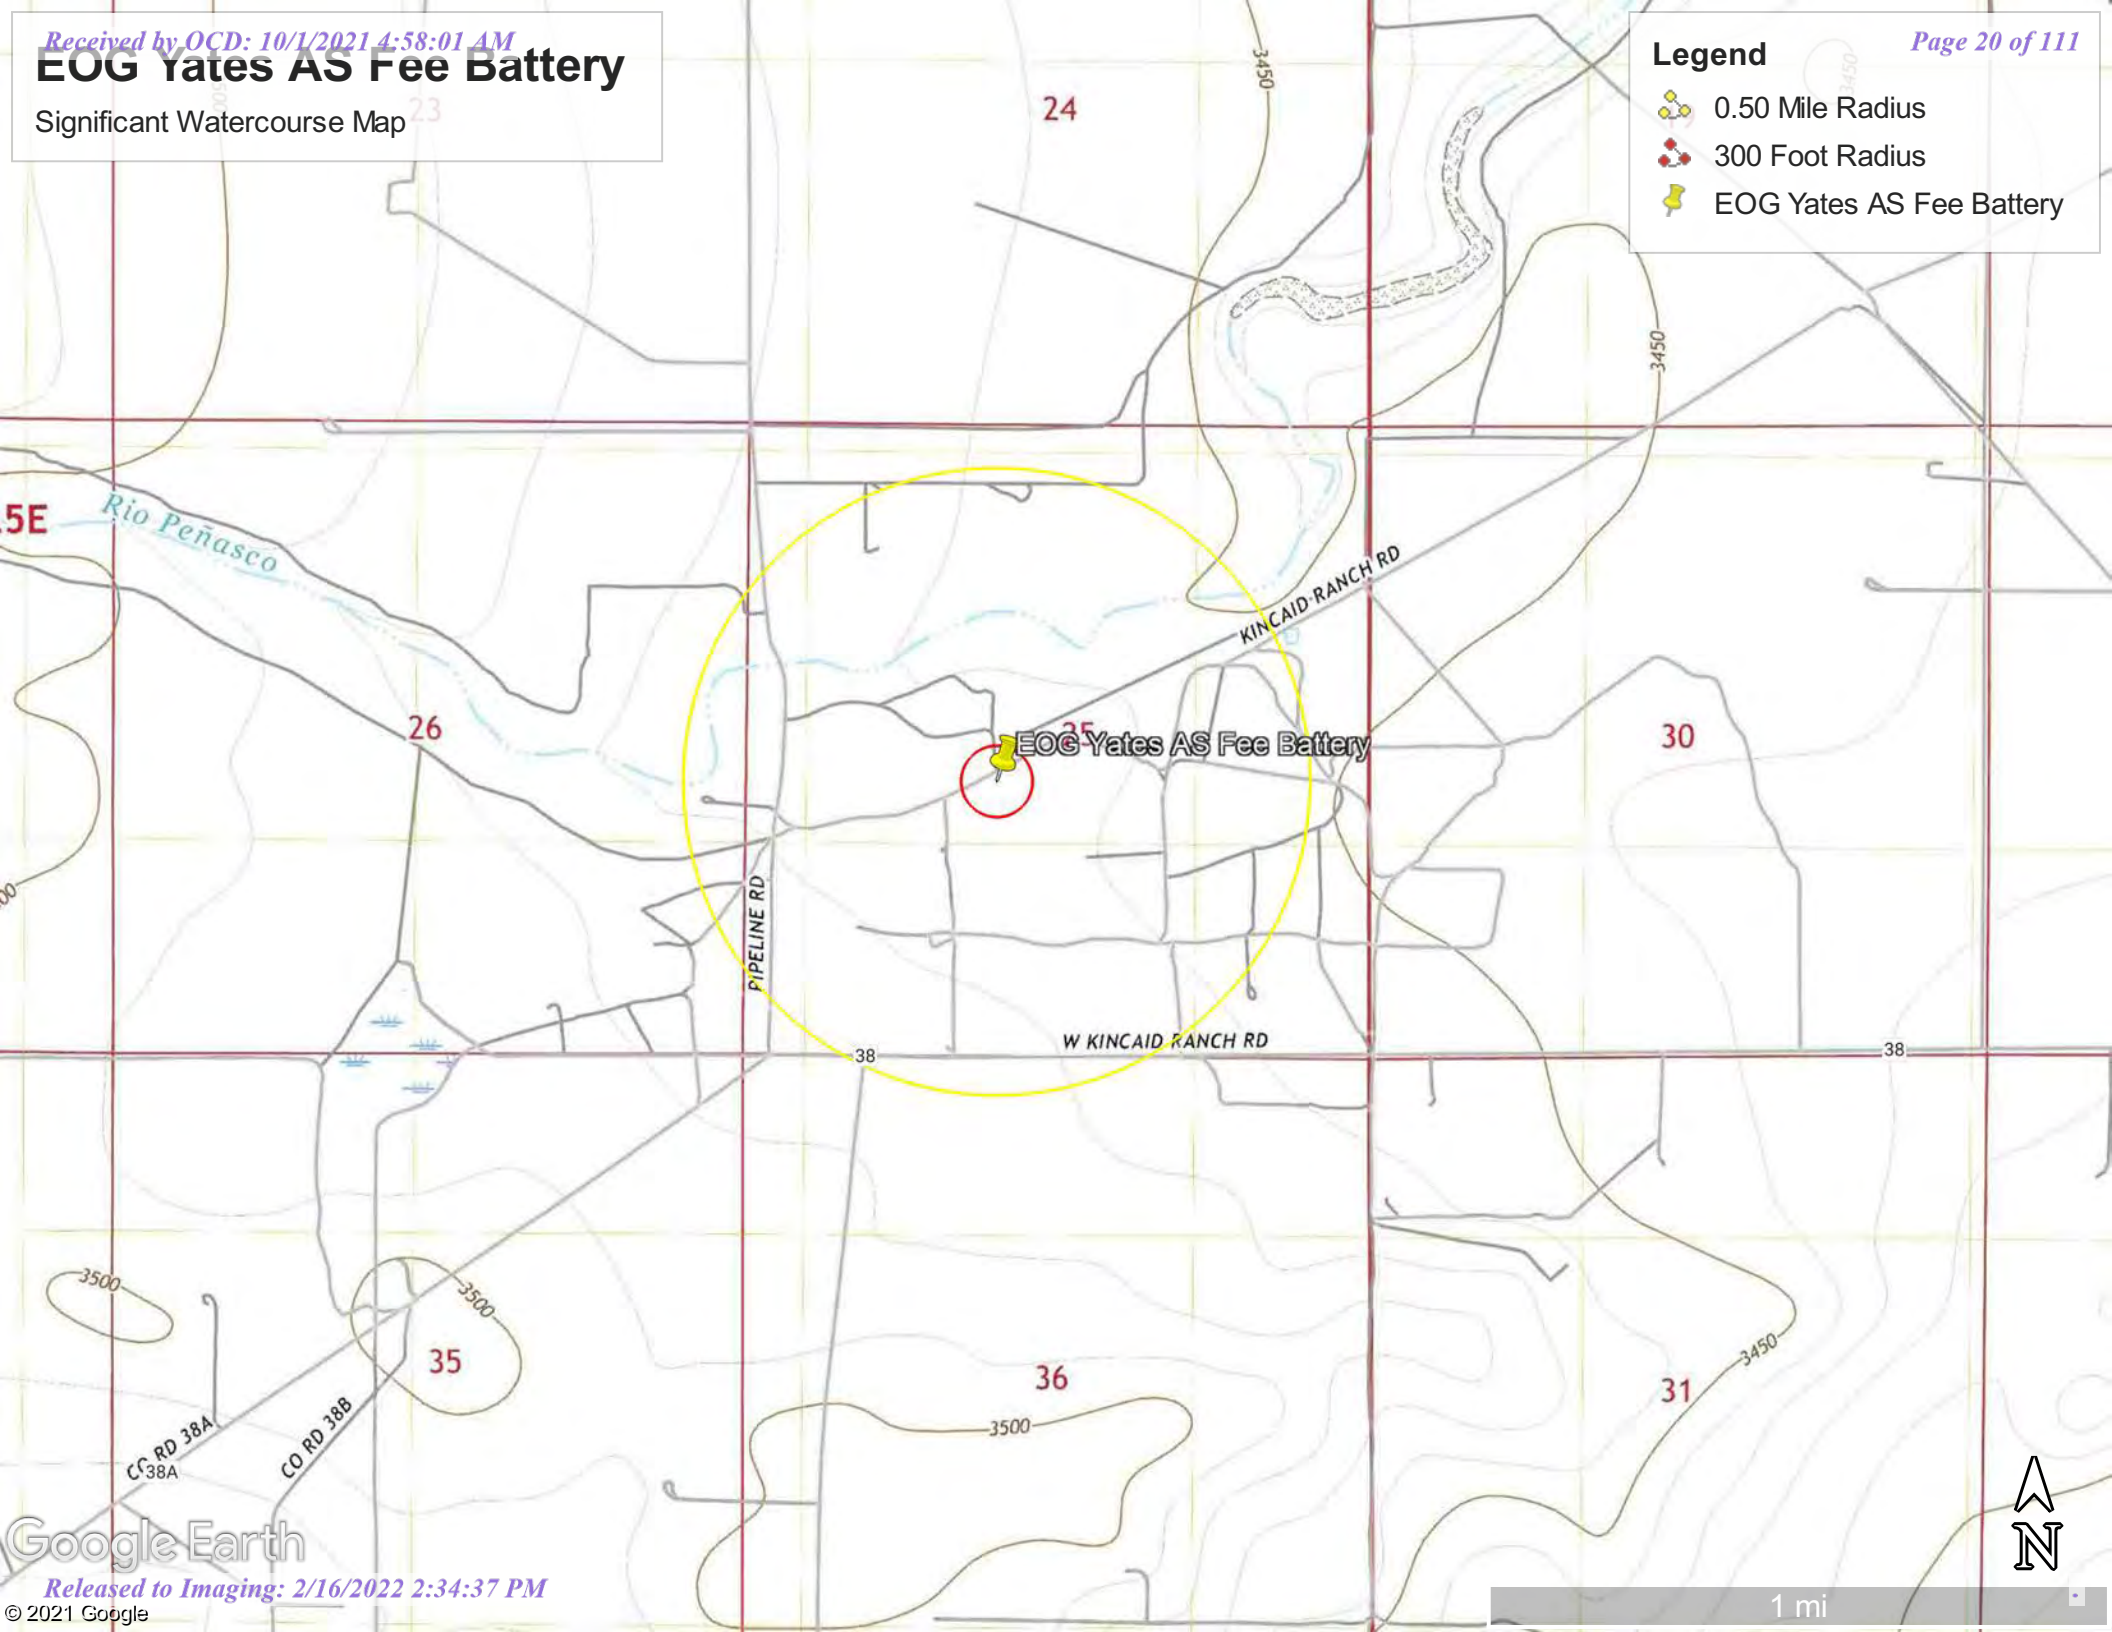 Received by OCD: 10/1/2021 4:58:01 AM
Page 20 of 111
EOG Yates AS Fee Battery
Significant Watercourse Map
Legend
0.50 Mile Radius
300 Foot Radius
EOG Yates AS Fee Battery
23
24
3450
3450
3450
5E
Rio Peñasco
KINCAID RANCH RD
26
25
EOG Yates AS Fee Battery
30
PIPELINE RD
38
W KINCAID RANCH RD
38
3500
3500
35
36
31
3450
3500
CO RD 38A
38A
CO RD 38B
N
Google Earth
Released to Imaging: 2/16/2022 2:34:37 PM
© 2021 Google
1 mi